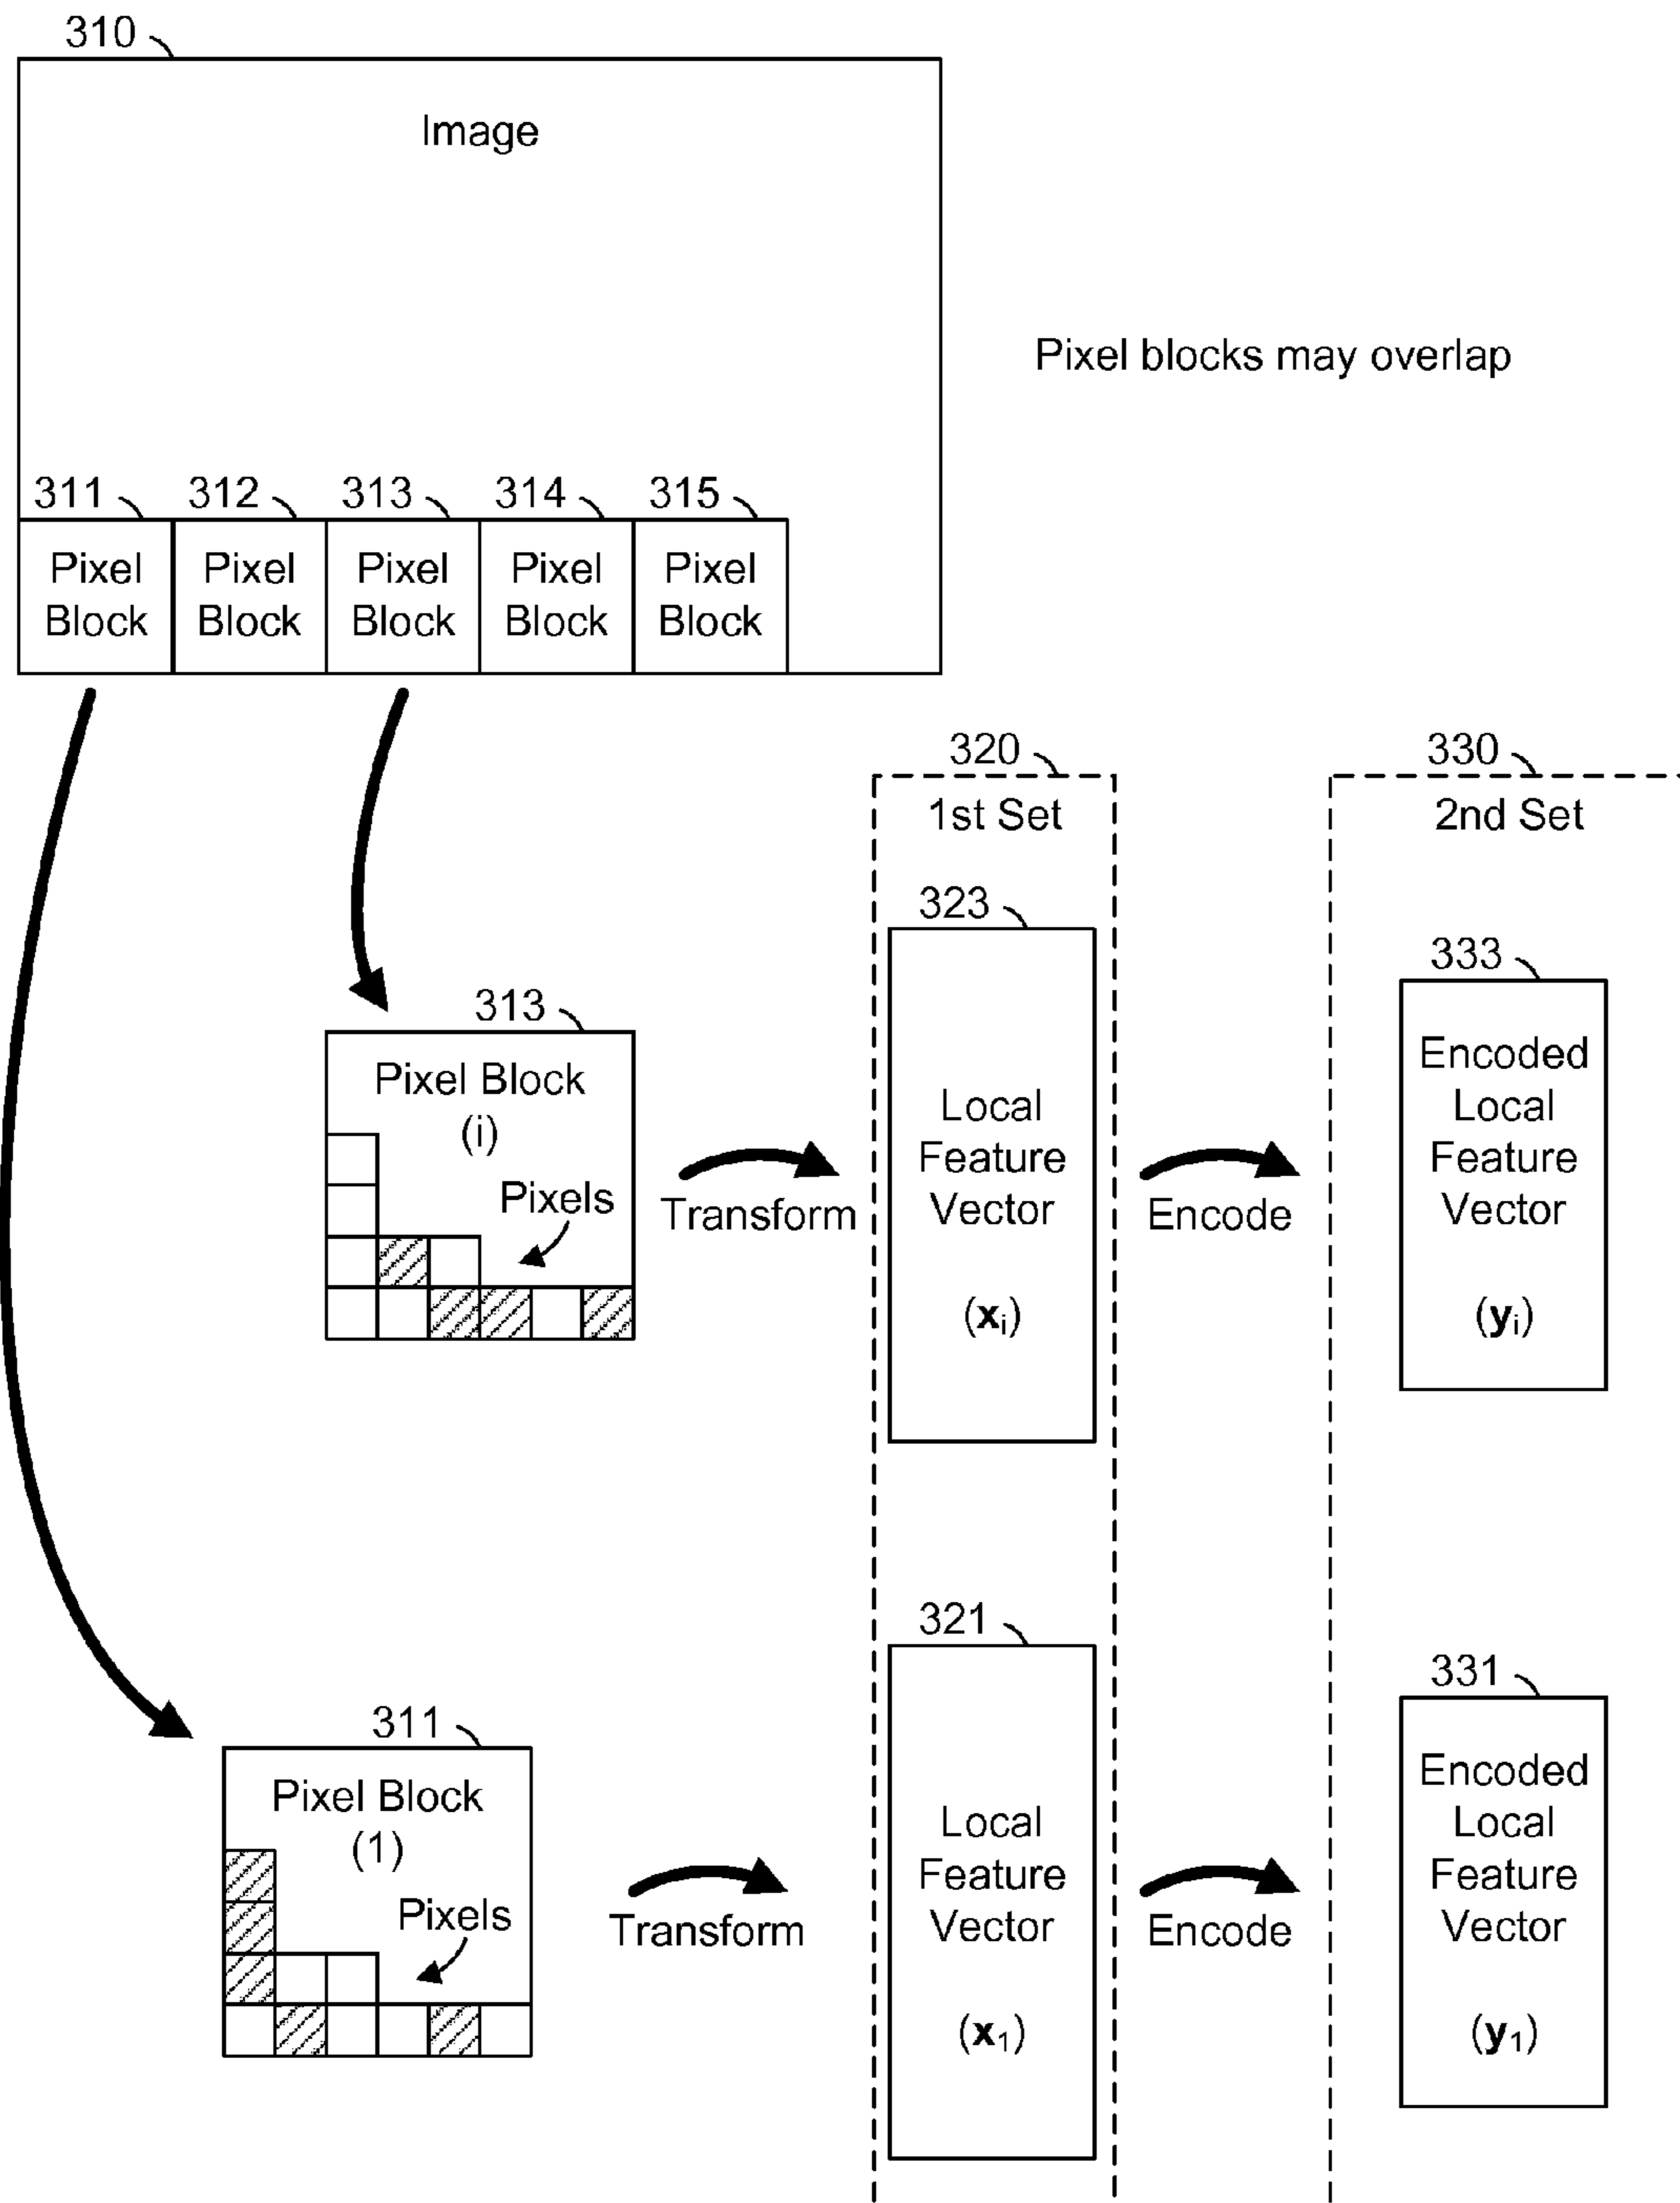 310
Image
Pixel blocks may overlap
311 312 313 314 315
Pixel Block
Pixel Block
Pixel Block
Pixel Block
Pixel Block
320
1st Set
330
2nd Set
313
Pixel Block
(i)
Pixels
Transform
323
Local
Feature
Vector
(xi)
Encode
333
Encoded
Local
Feature
Vector
(yi)
311
Pixel Block
(1)
Pixels
Transform
321
Local
Feature
Vector
(x1)
Encode
331
Encoded
Local
Feature
Vector
(y1)